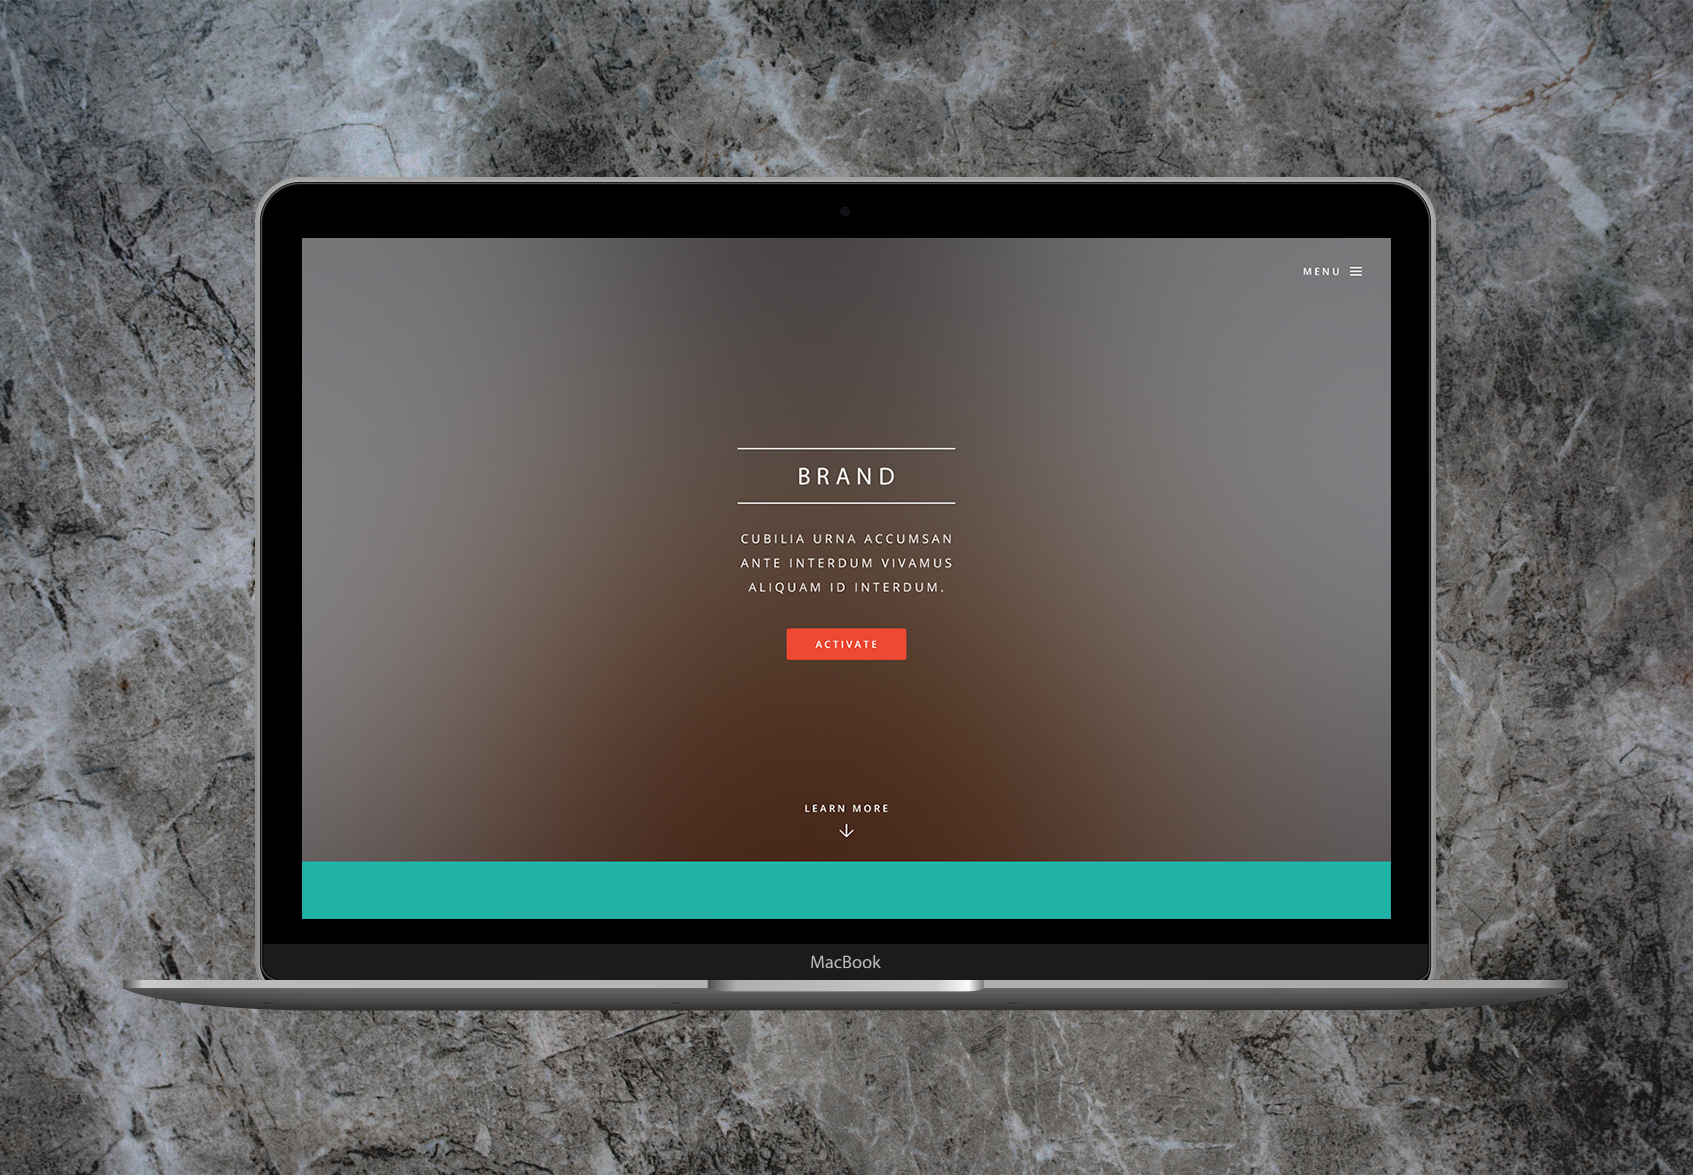 MENU
BRAND
CUBILIA URNA ACCUMSAN
ANTE INTERDUM VIVAMUS
ALIQUAM ID INTERDUM.
ACTIVATE
LEARN MORE
MacBook